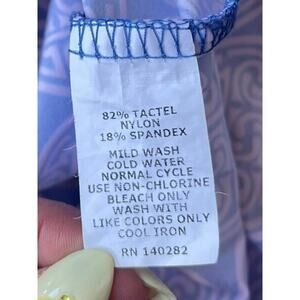 82% TACTEL
NYLON
18% SPANDEX
MILD WASH
COLD WATER
NORMAL CYCLE
USE NON-CHLORINE
BLEACH ONLY
WASH WITH
LIKE COLORS ONLY
COOL IRON
RN 140282